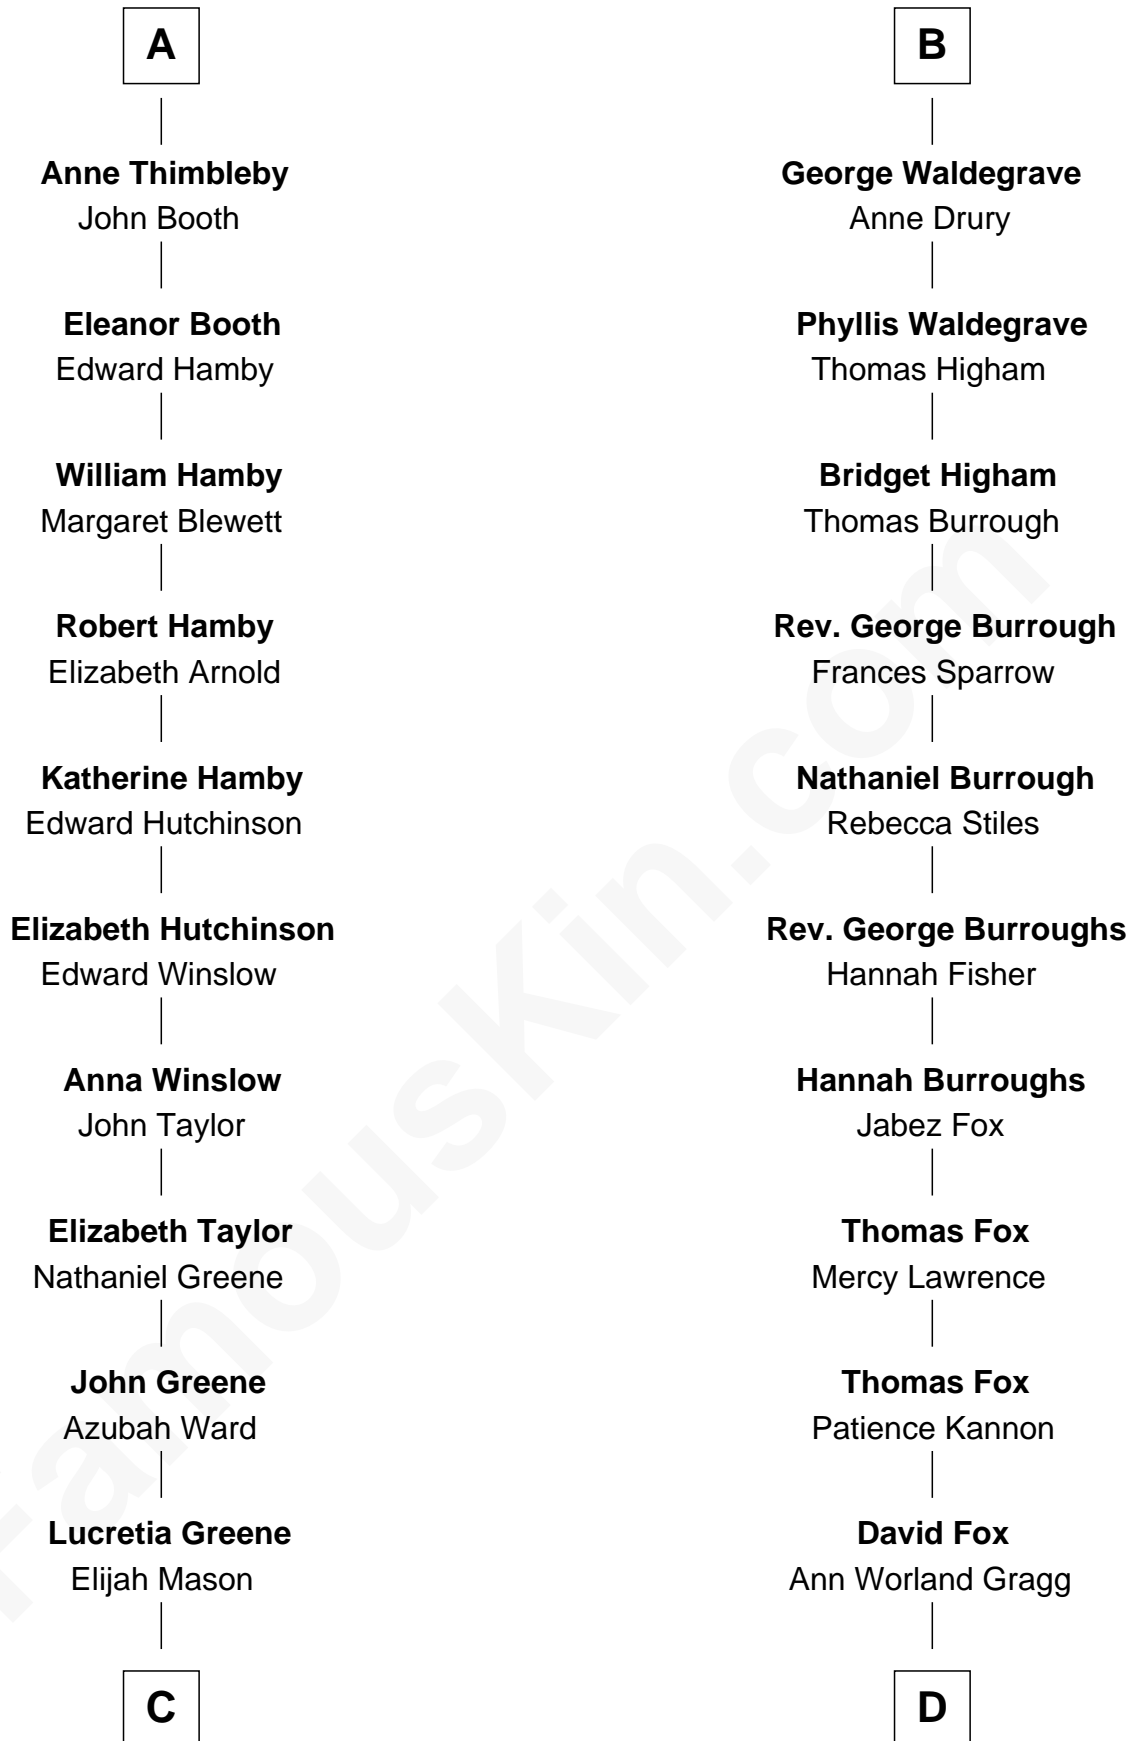 A
Anne Thimbleby
John Booth
Eleanor Booth
Edward Hamby
William Hamby
Margaret Blewett
Robert Hamby
Elizabeth Arnold
Katherine Hamby
Edward Hutchinson
Elizabeth Hutchinson
Edward Winslow
Anna Winslow
John Taylor
Elizabeth Taylor
Nathaniel Greene
John Greene
Azubah Ward
Lucretia Greene
Elijah Mason
C
B
George Waldegrave
Anne Drury
Phyllis Waldegrave
Thomas Higham
Bridget Higham
Thomas Burrough
Rev. George Burrough
Frances Sparrow
Nathaniel Burrough
Rebecca Stiles
Rev. George Burroughs
Hannah Fisher
Hannah Burroughs
Jabez Fox
Thomas Fox
Mercy Lawrence
Thomas Fox
Patience Kannon
David Fox
Ann Worland Gragg
D
FamousKin.com